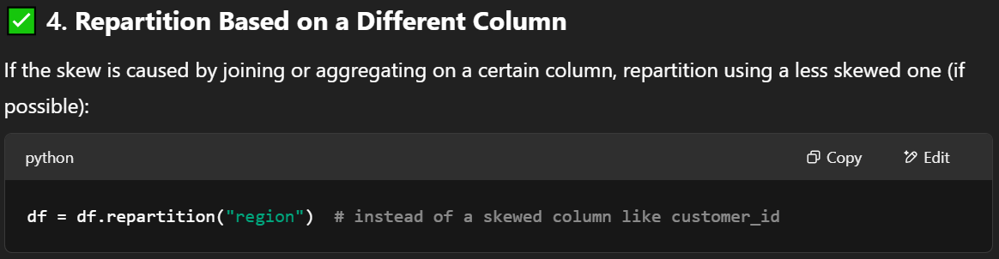 ✅ 4. Repartition Based on a Different Column
If the skew is caused by joining or aggregating on a certain column, repartition using a less skewed one (if
possible):
python Copy Edit
df = df.repartition("region")  # instead of a skewed column like customer_id